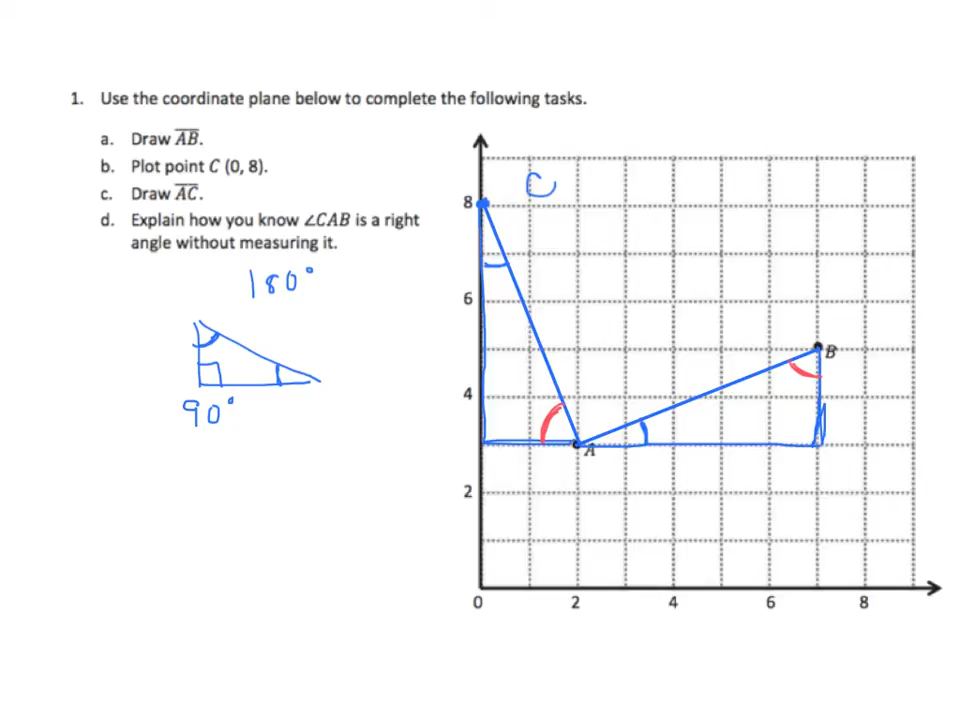 1. Use the coordinate plane below to complete the following tasks.
a. Draw A̅B̅.
b. Plot point C (0, 8).
c. Draw A̅C̅.
d. Explain how you know ∠CAB is a right
angle without measuring it.
180°
90°
C
8
6
4
2
0 2 4 6 8
B
A